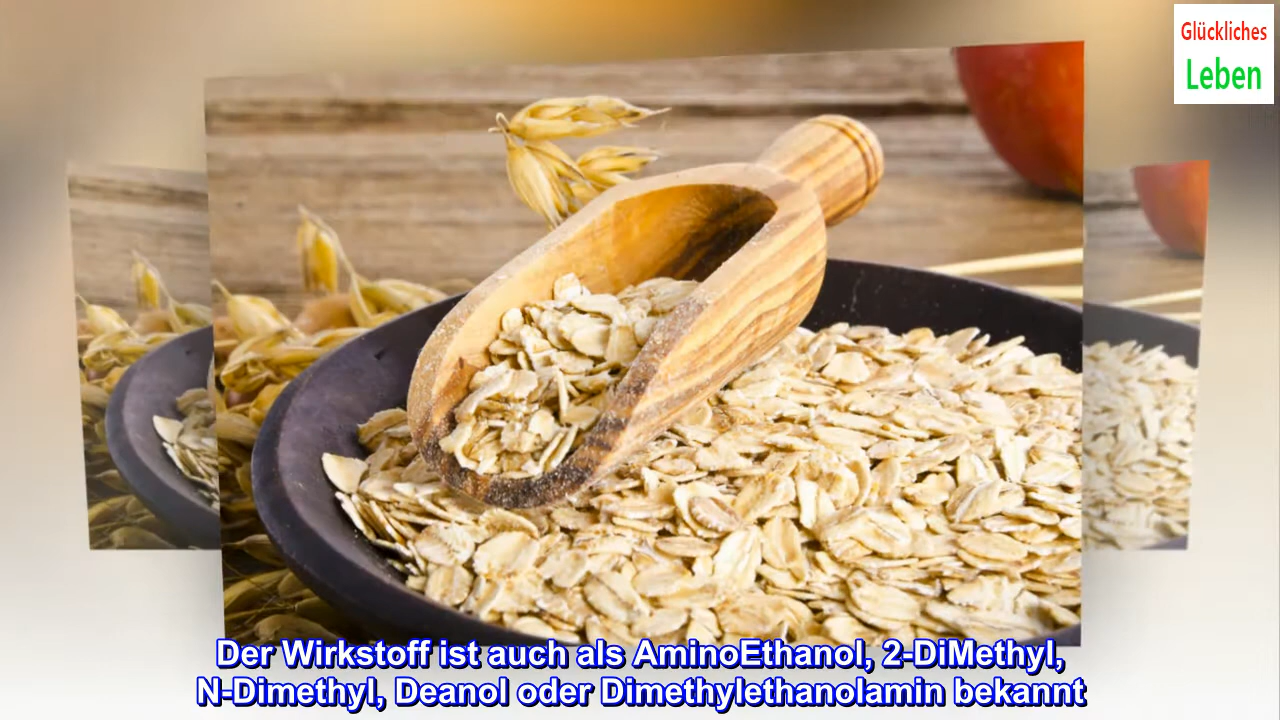 Glückliches
Leben
Der Wirkstoff ist auch als AminoEthanol, 2-DiMethyl,
N-Dimethyl, Deanol oder Dimethylethanolamin bekannt